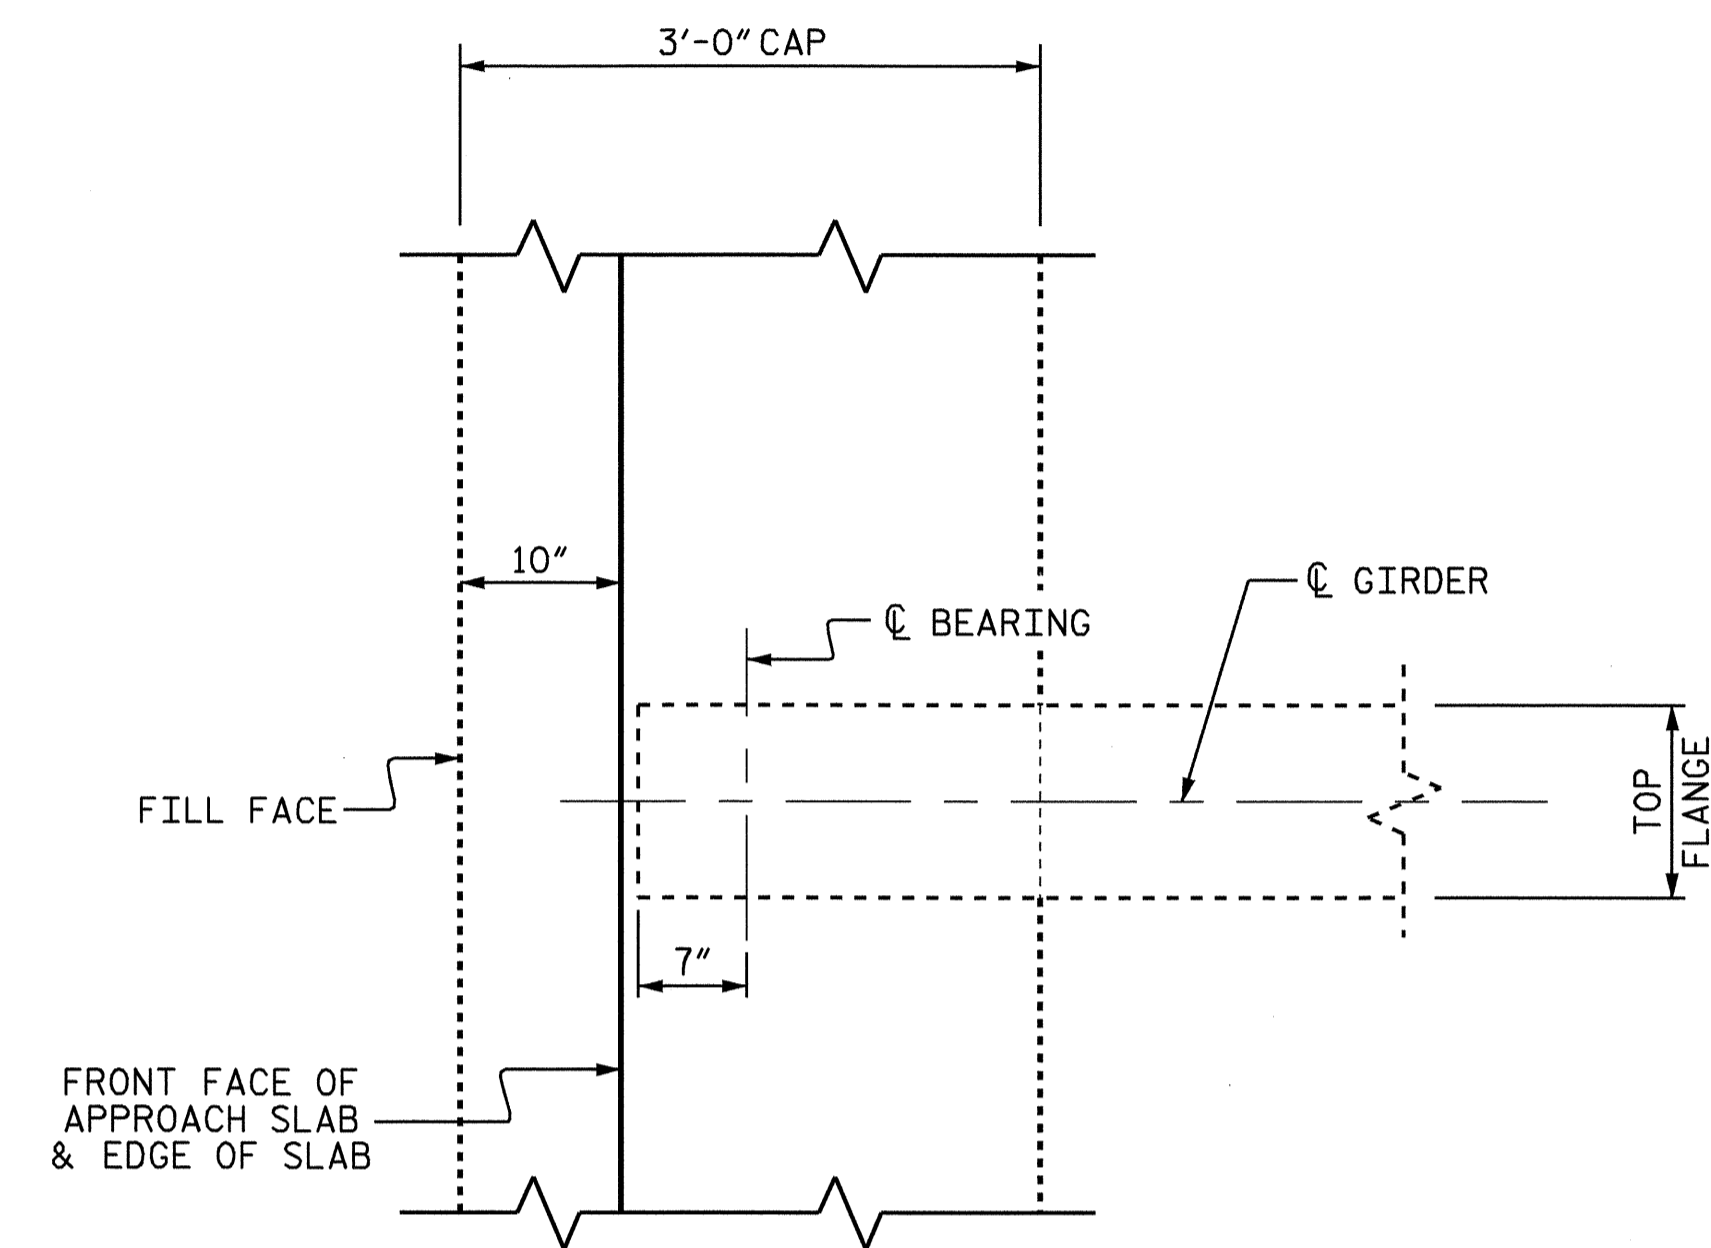 3'-0" CAP
10"
℄ GIRDER
℄ BEARING
TOP
FLANGE
FILL FACE
7"
FRONT FACE OF
APPROACH SLAB
& EDGE OF SLAB